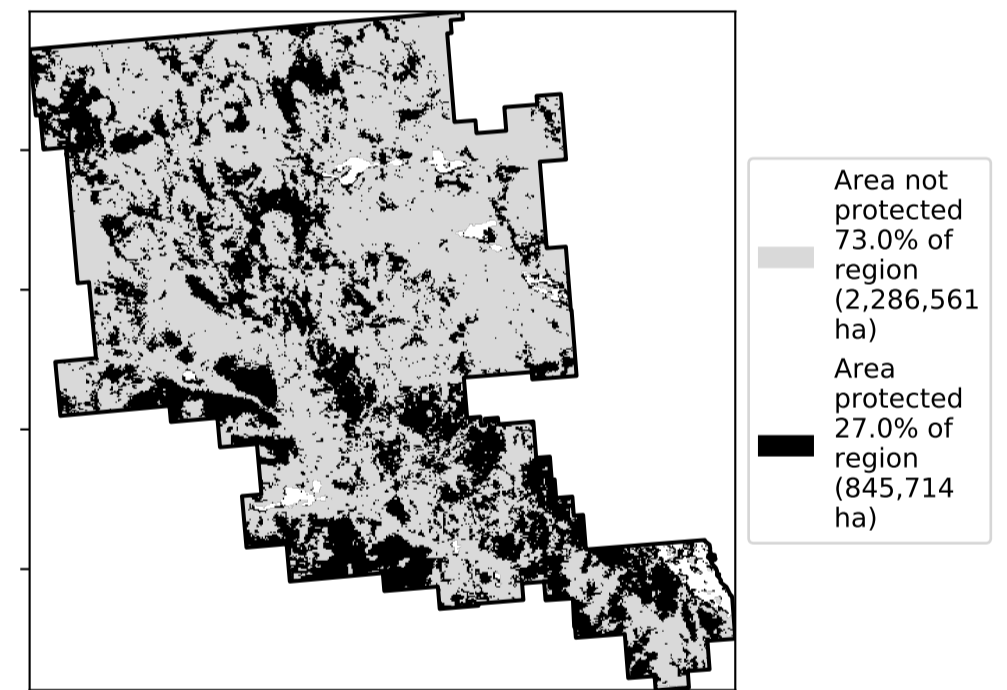 Area not
protected
73.0% of
region
(2,286,561
ha)
Area
protected
27.0% of
region
(845,714
ha)